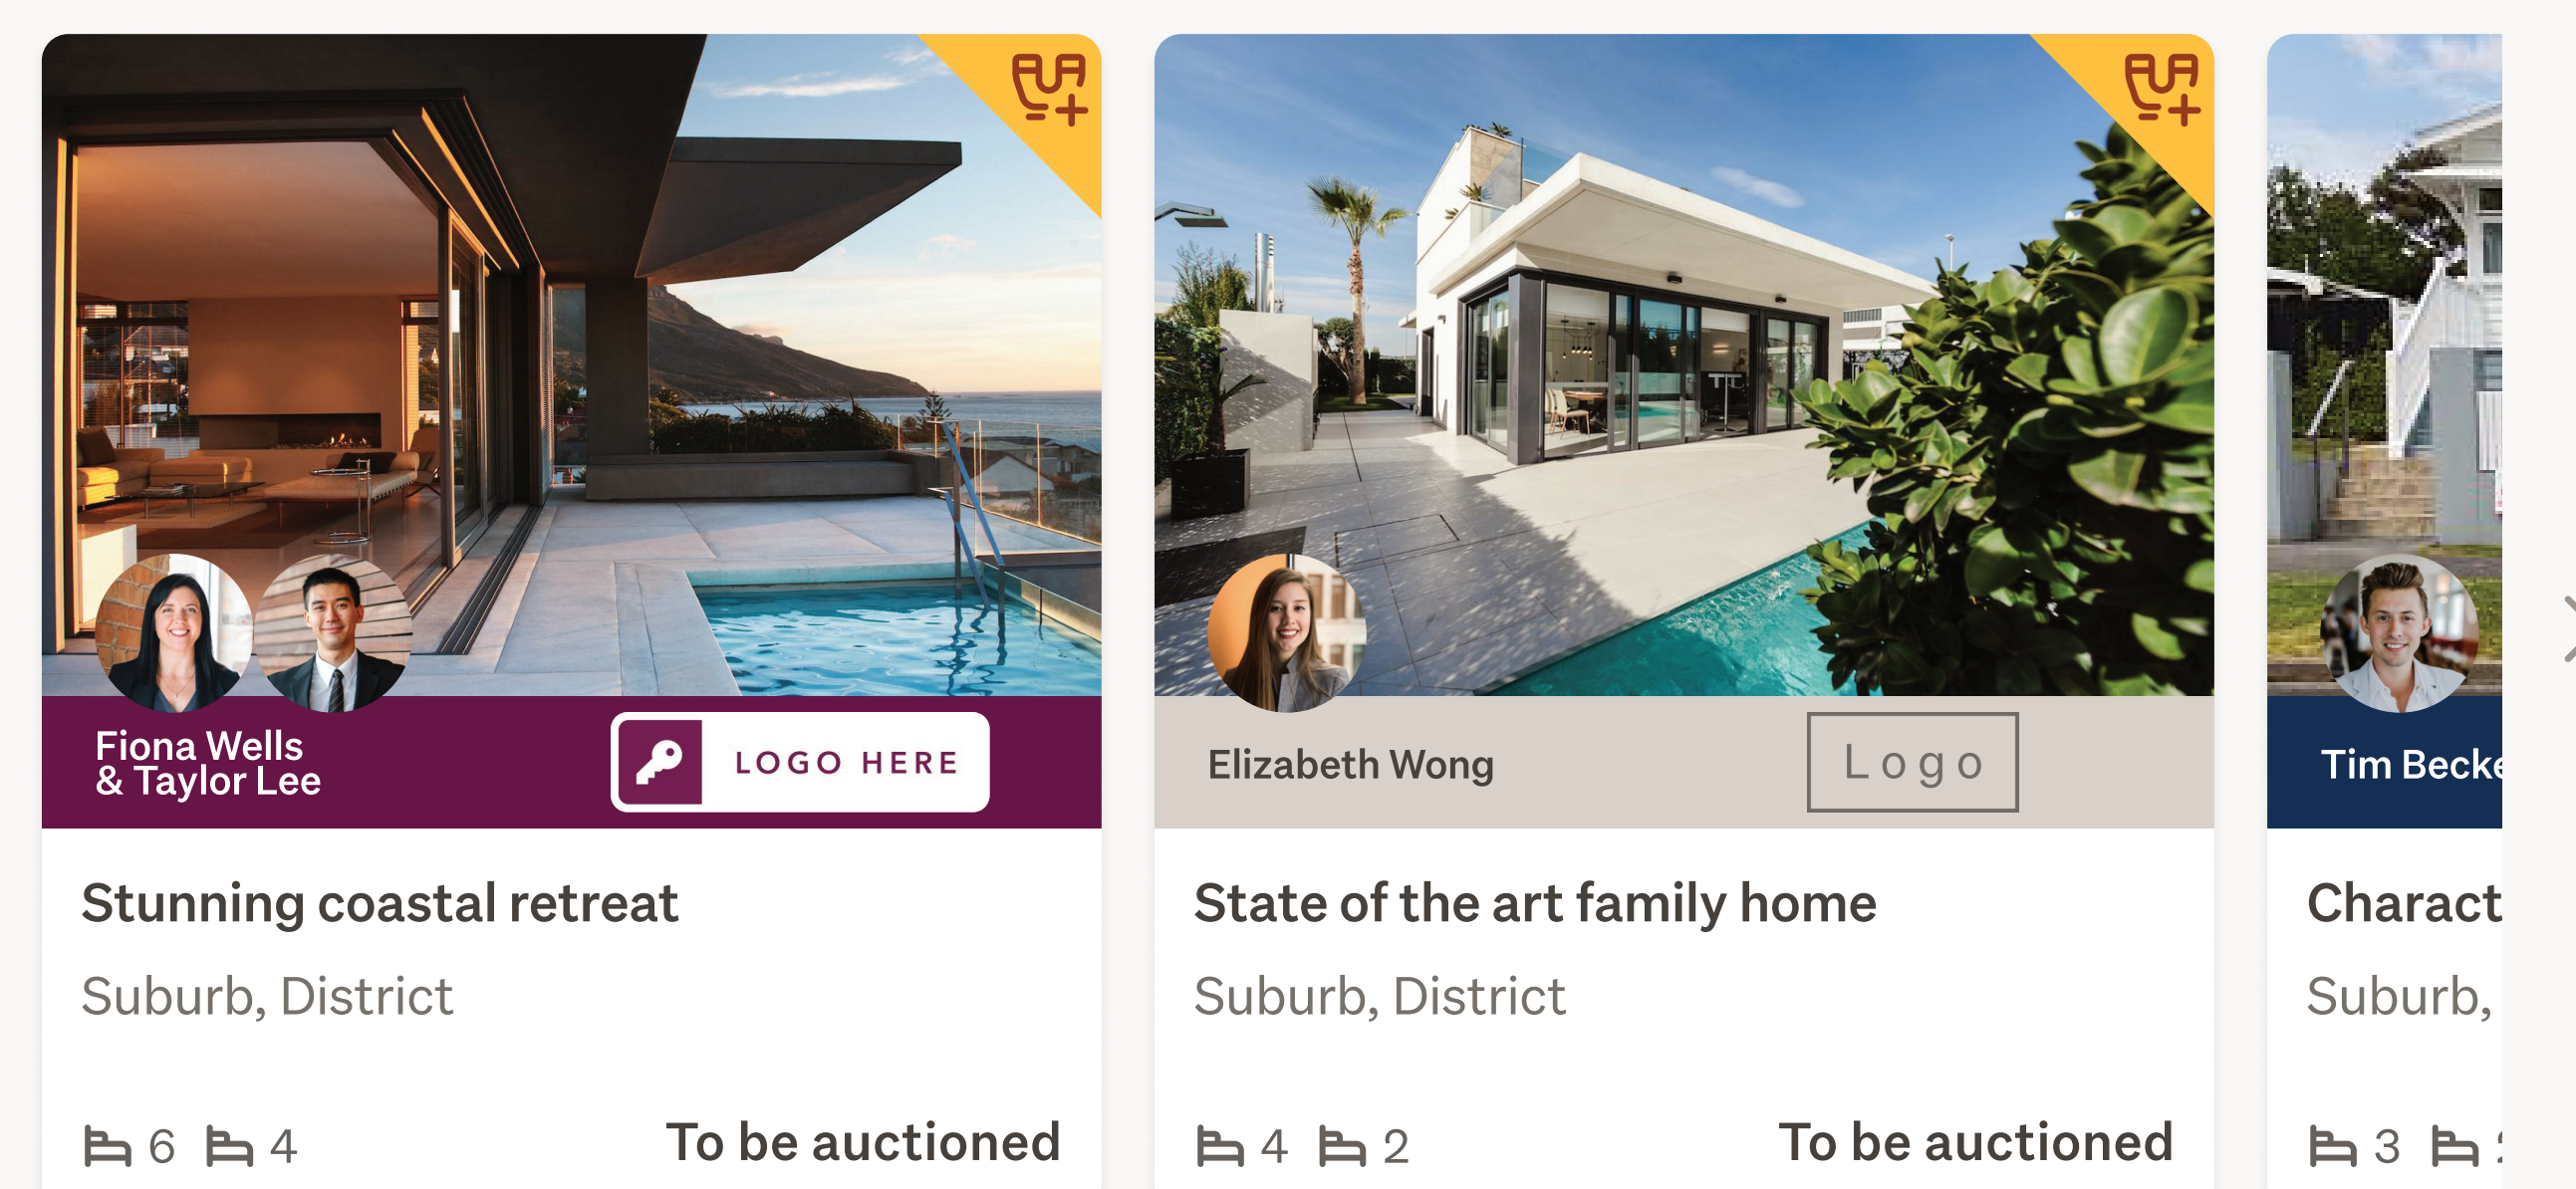 Fiona Wells
& Taylor Lee
LOGO HERE
Stunning coastal retreat
Suburb, District
6 4
To be auctioned
Elizabeth Wong
Logo
State of the art family home
Suburb, District
4 2
To be auctioned
Tim Becke
Charact
Suburb,
3